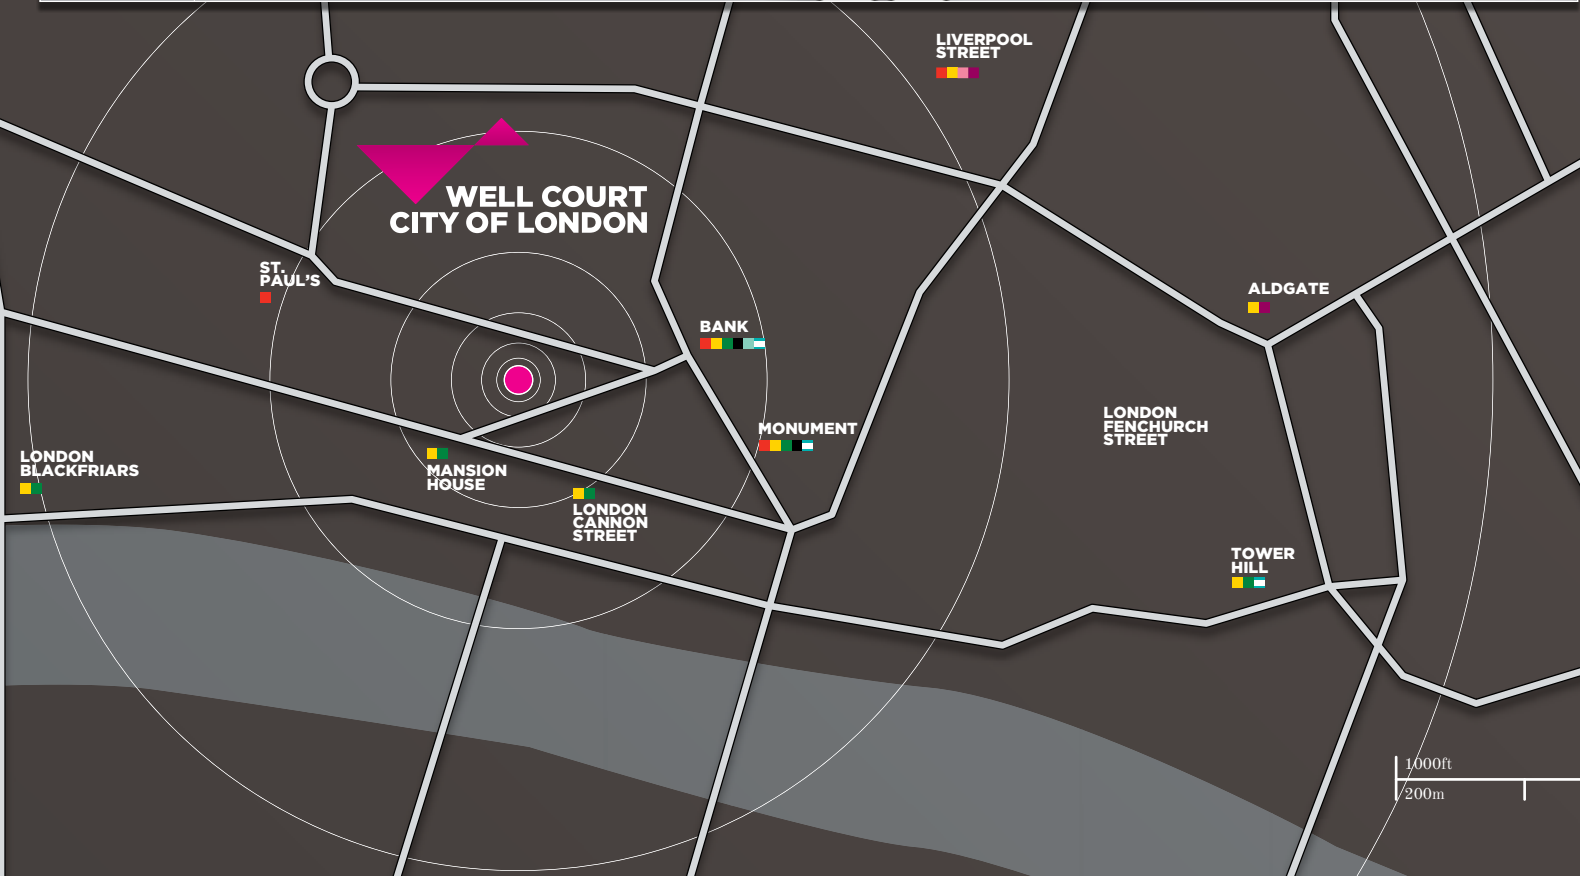 LIVERPOOL
STREET
WELL COURT
CITY OF LONDON
ST.
PAUL'S
ALDGATE
BANK
LONDON
FENCHURCH
STREET
MONUMENT
LONDON
BLACKFRIARS
MANSION
HOUSE
LONDON
CANNON
STREET
TOWER
HILL
1000ft
200m